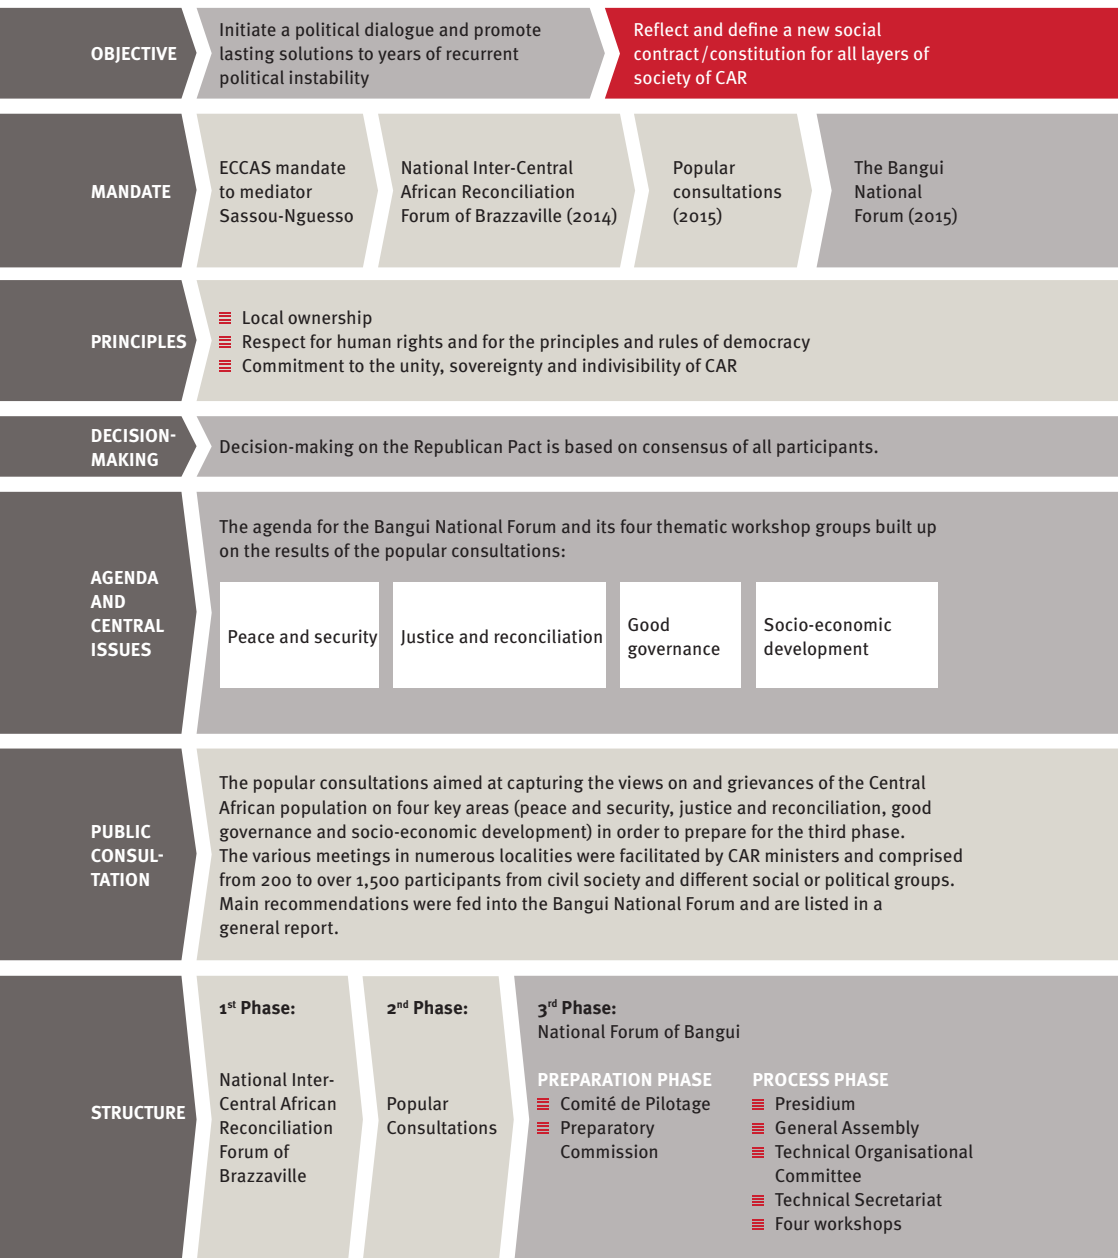 OBJECTIVE
Initiate a political dialogue and promote
lasting solutions to years of recurrent
political instability
Reflect and define a new social
contract/constitution for all layers of
society of CAR
MANDATE
ECCAS mandate
to mediator
Sassou-Nguesso
National Inter-Central
African Reconciliation
Forum of Brazzaville (2014)
Popular
consultations
(2015)
The Bangui
National
Forum (2015)
PRINCIPLES
Local ownership
Respect for human rights and for the principles and rules of democracy
Commitment to the unity, sovereignty and indivisibility of CAR
DECISION-
MAKING
Decision-making on the Republican Pact is based on consensus of all participants.
AGENDA
AND
CENTRAL
ISSUES
The agenda for the Bangui National Forum and its four thematic workshop groups built up
on the results of the popular consultations:
Peace and security
Justice and reconciliation
Good
governance
Socio-economic
development
PUBLIC
CONSUL-
TATION
The popular consultations aimed at capturing the views on and grievances of the Central
African population on four key areas (peace and security, justice and reconciliation, good
governance and socio-economic development) in order to prepare for the third phase.
The various meetings in numerous localities were facilitated by CAR ministers and comprised
from 200 to over 1,500 participants from civil society and different social or political groups.
Main recommendations were fed into the Bangui National Forum and are listed in a
general report.
STRUCTURE
1st Phase:
National Inter-
Central African
Reconciliation
Forum of
Brazzaville
2nd Phase:
Popular
Consultations
3rd Phase:
National Forum of Bangui
PREPARATION PHASE
Comité de Pilotage
Preparatory
Commission
PROCESS PHASE
Presidium
General Assembly
Technical Organisational
Committee
Technical Secretariat
Four workshops